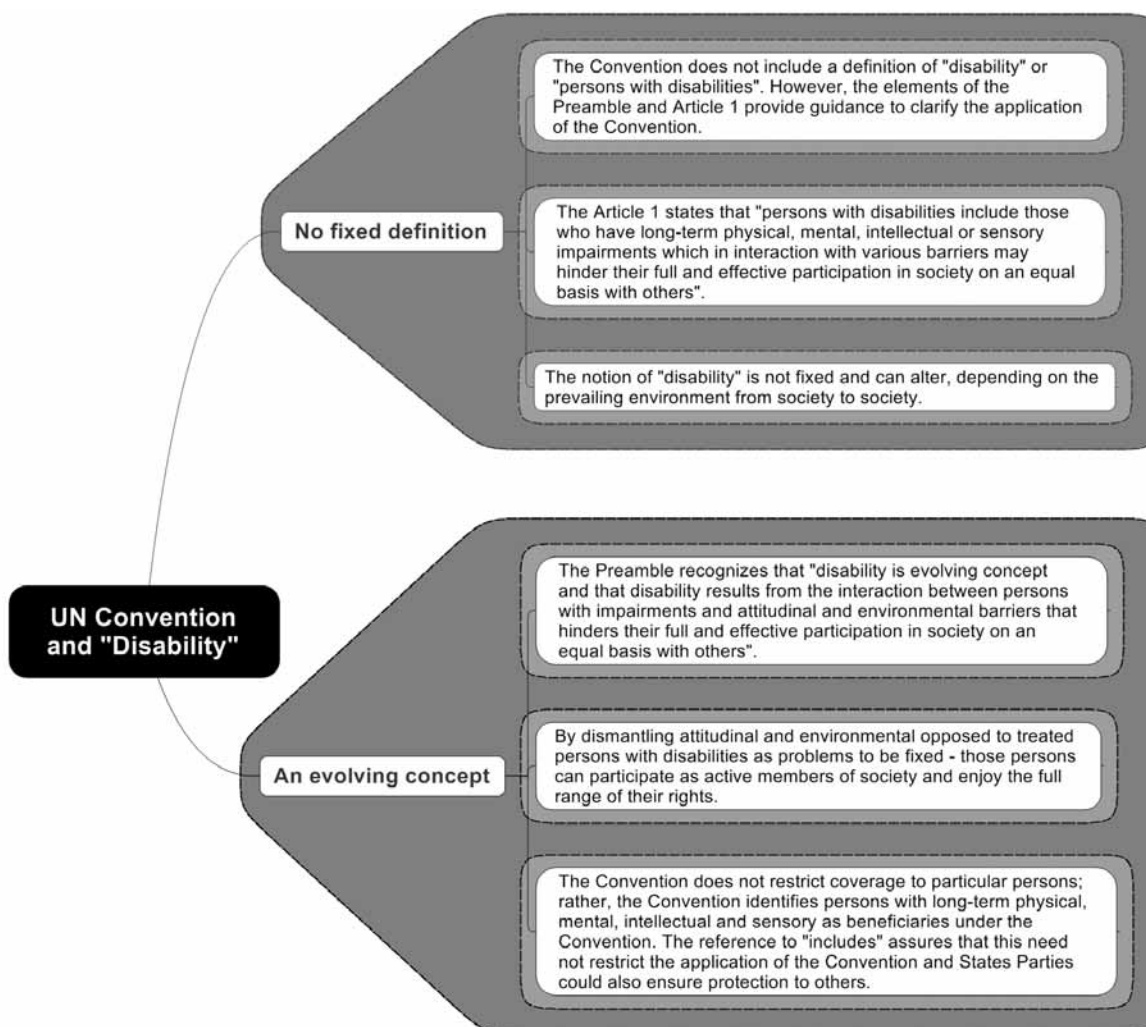 The Convention does not include a definition of "disability" or
"persons with disabilities". However, the elements of the
Preamble and Article 1 provide guidance to clarify the application
of the Convention.
No fixed definition
The Article 1 states that "persons with disabilities include those
who have long-term physical, mental, intellectual or sensory
impairments which in interaction with various barriers may
hinder their full and effective participation in society on an equal
basis with others".
The notion of "disability" is not fixed and can alter, depending on the
prevailing environment from society to society.
UN Convention
and "Disability"
The Preamble recognizes that "disability is evolving concept
and that disability results from the interaction between persons
with impairments and attitudinal and environmental barriers that
hinders their full and effective participation in society on an
equal basis with others".
An evolving concept
By dismantling attitudinal and environmental opposed to treated
persons with disabilities as problems to be fixed - those persons
can participate as active members of society and enjoy the full
range of their rights.
The Convention does not restrict coverage to particular persons;
rather, the Convention identifies persons with long-term physical,
mental, intellectual and sensory as beneficiaries under the
Convention. The reference to "includes" assures that this need
not restrict the application of the Convention and States Parties
could also ensure protection to others.